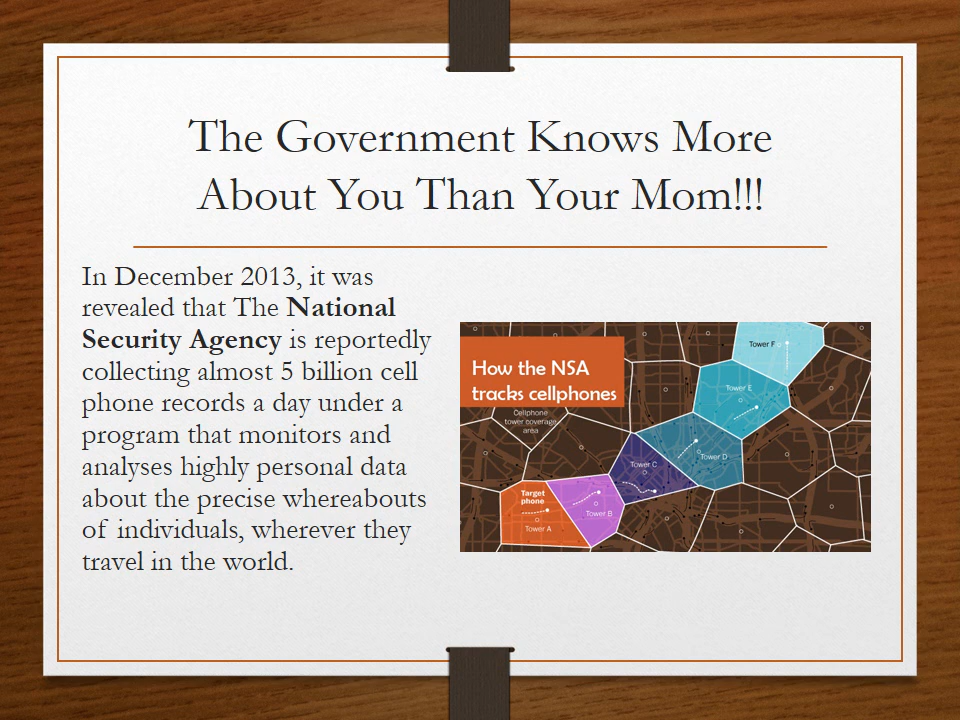 The Government Knows More
About You Than Your Mom!!!
In December 2013, it was
revealed that The National
Security Agency is reportedly
collecting almost 5 billion cell
phone records a day under a
program that monitors and
analyses highly personal data
about the precise whereabouts
of individuals, wherever they
travel in the world.
How the NSA
tracks cellphones
Cellphone
tower coverage
area
Tower F
Tower E
Tower D
Tower C
Target
phone
Tower B
Tower A